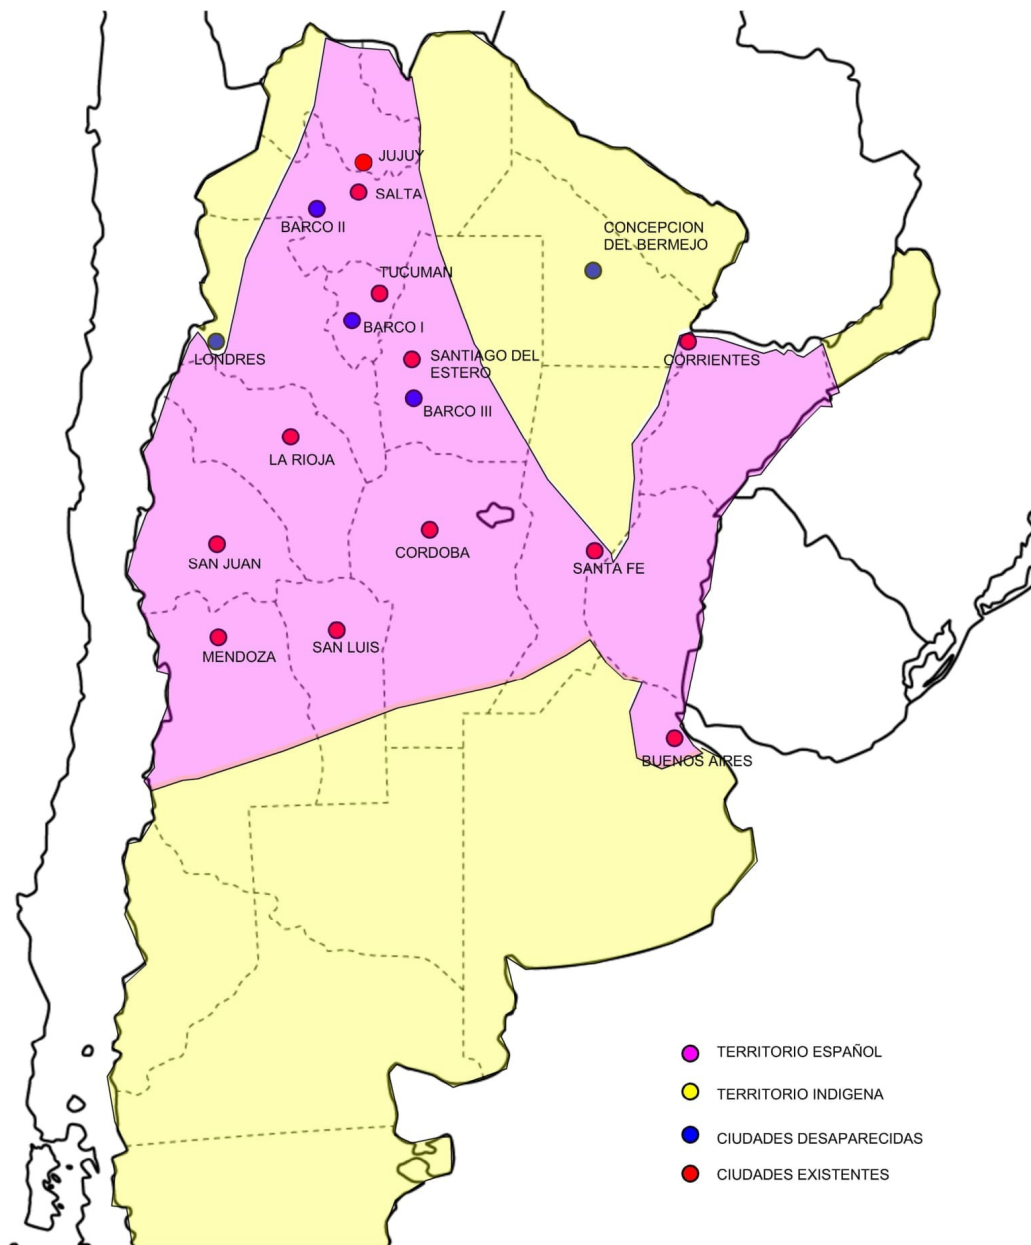 JUJUY
SALTA
BARCO II
CONCEPCION
DEL BERMEJO
TUCUMAN
BARCO I
LONDRES
SANTIAGO DEL
ESTERO
CORRIENTES
BARCO III
LA RIOJA
CORDOBA
SAN JUAN
SANTA FE
SAN LUIS
MENDOZA
BUENOS AIRES
TERRITORIO ESPAÑOL
TERRITORIO INDIGENA
CIUDADES DESAPARECIDAS
CIUDADES EXISTENTES